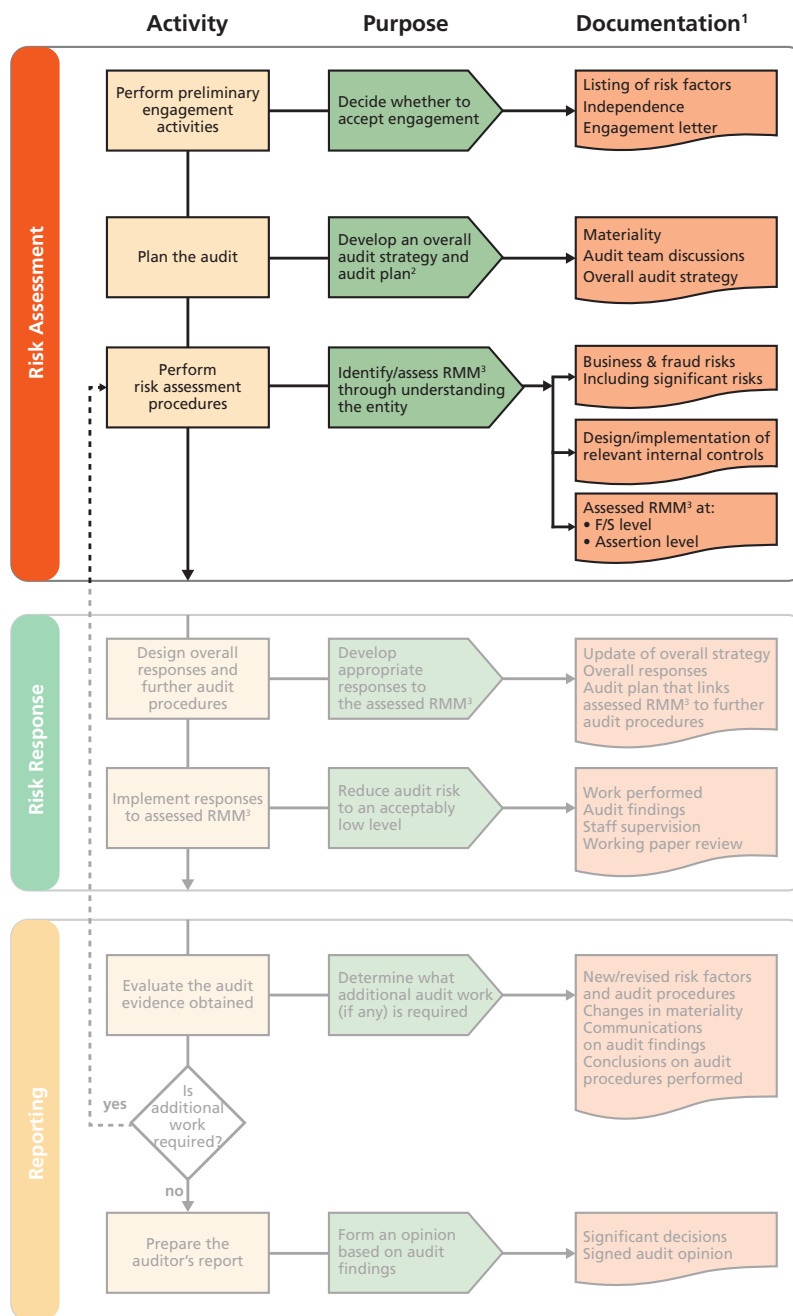 Activity
Purpose
Documentation¹
Risk Assessment
Perform preliminary
engagement
activities
Decide whether to
accept engagement
Listing of risk factors
Independence
Engagement letter
Plan the audit
Develop an overall
audit strategy and
audit plan²
Materiality
Audit team discussions
Overall audit strategy
Perform
risk assessment
procedures
Identify/assess RMM³
through understanding
the entity
Business & fraud risks
Including significant risks
Design/implementation of
relevant internal controls
Assessed RMM³ at:
• F/S level
• Assertion level
Risk Response
Design overall
responses and
further audit
procedures
Develop
appropriate
responses to
the assessed RMM³
Update of overall strategy
Overall responses
Audit plan that links
assessed RMM³ to further
audit procedures
Implement responses
to assessed RMM³
Reduce audit risk
to an acceptably
low level
Work performed
Audit findings
Staff supervision
Working paper review
Reporting
Evaluate the audit
evidence obtained
Determine what
additional audit work
(if any) is required
New/revised risk factors
and audit procedures
Changes in materiality
Communications
on audit findings
Conclusions on audit
procedures performed
yes
Is
additional
work
required?
no
Prepare the
auditor's report
Form an opinion
based on audit
findings
Significant decisions
Signed audit opinion